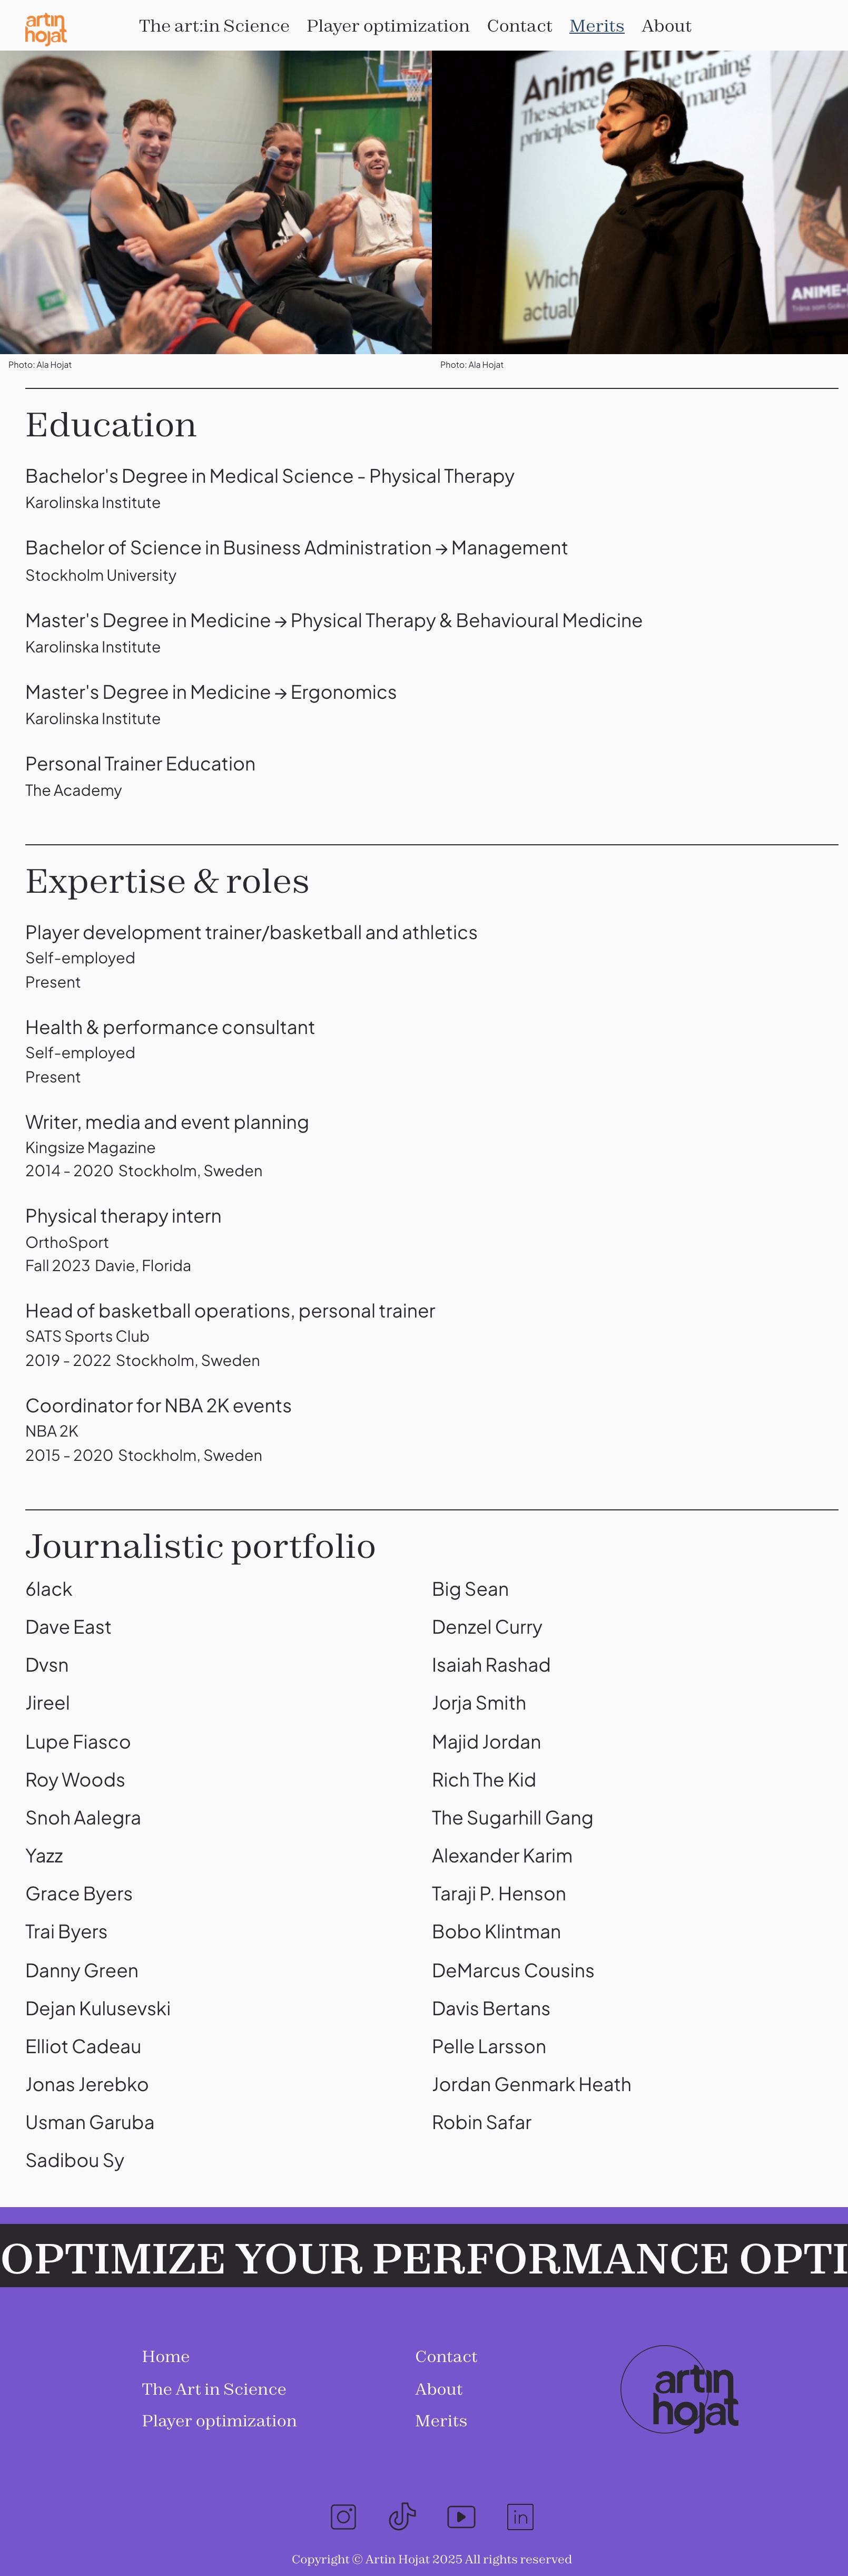 artin
hojat
The art:in Science Player optimization Contact Merits About
Anime Fitness
The science
the training
principles in
manga
Which
actuall
ANIME-
Träna som Goku
Photo: Ala Hojat
Photo: Ala Hojat
Education
Bachelor's Degree in Medical Science - Physical Therapy
Karolinska Institute
Bachelor of Science in Business Administration → Management
Stockholm University
Master's Degree in Medicine → Physical Therapy & Behavioural Medicine
Karolinska Institute
Master's Degree in Medicine → Ergonomics
Karolinska Institute
Personal Trainer Education
The Academy
Expertise & roles
Player development trainer/basketball and athletics
Self-employed
Present
Health & performance consultant
Self-employed
Present
Writer, media and event planning
Kingsize Magazine
2014 - 2020 Stockholm, Sweden
Physical therapy intern
OrthoSport
Fall 2023 Davie, Florida
Head of basketball operations, personal trainer
SATS Sports Club
2019 - 2022 Stockholm, Sweden
Coordinator for NBA 2K events
NBA 2K
2015 - 2020 Stockholm, Sweden
Journalistic portfolio
6lack
Big Sean
Dave East
Denzel Curry
Dvsn
Isaiah Rashad
Jireel
Jorja Smith
Lupe Fiasco
Majid Jordan
Roy Woods
Rich The Kid
Snoh Aalegra
The Sugarhill Gang
Yazz
Alexander Karim
Grace Byers
Taraji P. Henson
Trai Byers
Bobo Klintman
Danny Green
DeMarcus Cousins
Dejan Kulusevski
Davis Bertans
Elliot Cadeau
Pelle Larsson
Jonas Jerebko
Jordan Genmark Heath
Usman Garuba
Robin Safar
Sadibou Sy
OPTIMIZE YOUR PERFORMANCE OPTI
Home
Contact
The Art in Science
About
Player optimization
Merits
artin
hojat
in
Copyright © Artin Hojat 2025 All rights reserved